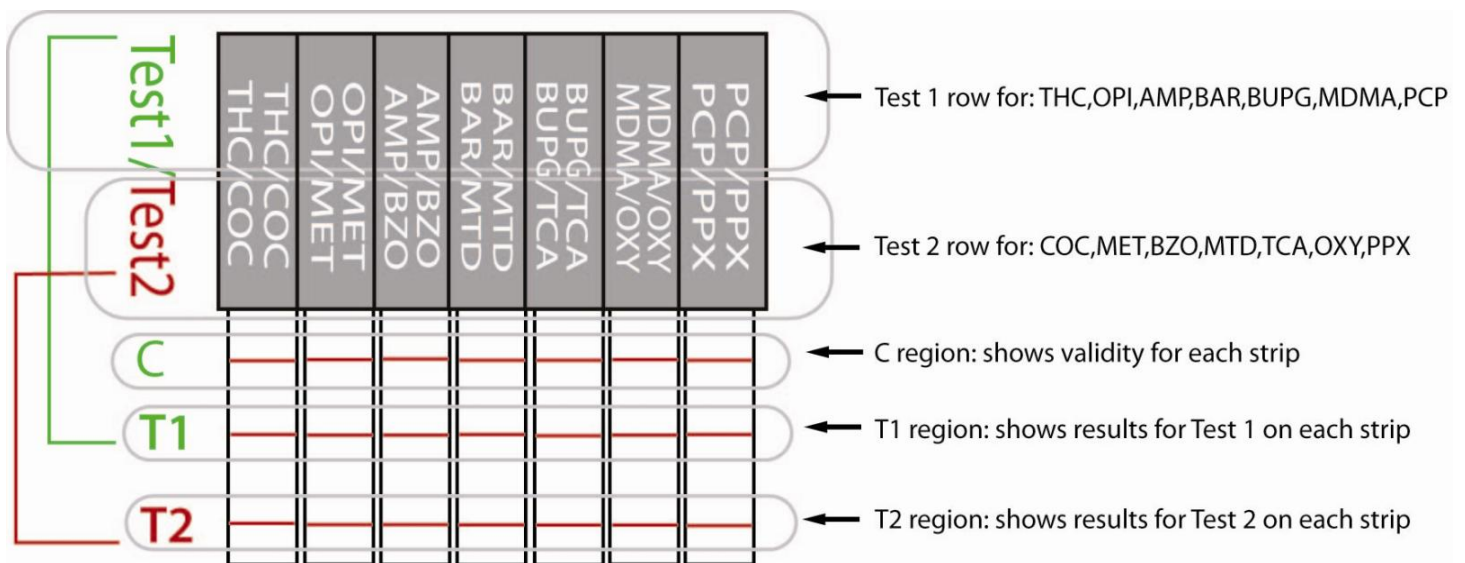 Test1/Test2
THC/COC
THC/COC
OPI/MET
OPI/MET
AMP/BZO
AMP/BZO
BAR/MTD
BAR/MTD
BUPG/TCA
BUPG/TCA
MDMA/OXY
MDMA/OXY
PCP/PPX
PCP/PPX
Test 1 row for: THC,OPI,AMP,BAR,BUPG,MDMA,PCP
Test 2 row for: COC,MET,BZO,MTD,TCA,OXY,PPX
C
C region: shows validity for each strip
T1
T1 region: shows results for Test 1 on each strip
T2
T2 region: shows results for Test 2 on each strip